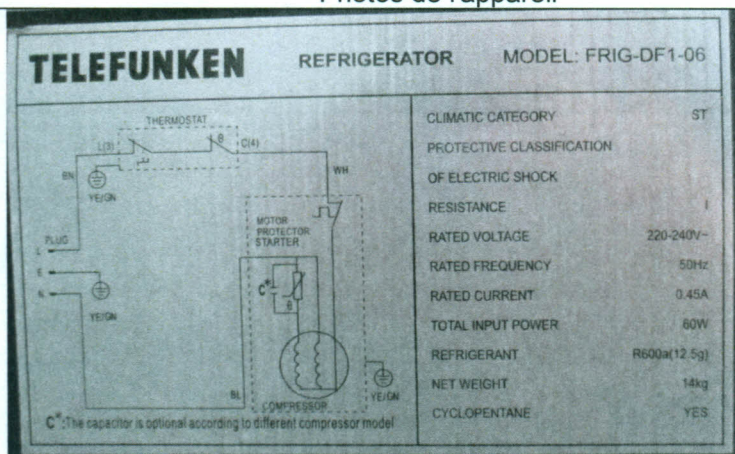 Photos de l'appareil
TELEFUNKEN REFRIGERATOR MODEL: FRIG-DF1-06
THERMOSTAT
L(3) θ C(4)
BN
WH
YE/GN
MOTOR
PROTECTOR
STARTER
PLUG
L
E
N
C*
θ
YE/GN
BL
YE/GN
COMPRESSOR
C*:The capacitor is optional according to different compressor model
CLIMATIC CATEGORY ST
PROTECTIVE CLASSIFICATION
OF ELECTRIC SHOCK
RESISTANCE I
RATED VOLTAGE 220-240V~
RATED FREQUENCY 50Hz
RATED CURRENT 0.45A
TOTAL INPUT POWER 60W
REFRIGERANT R600a(12.5g)
NET WEIGHT 14kg
CYCLOPENTANE YES